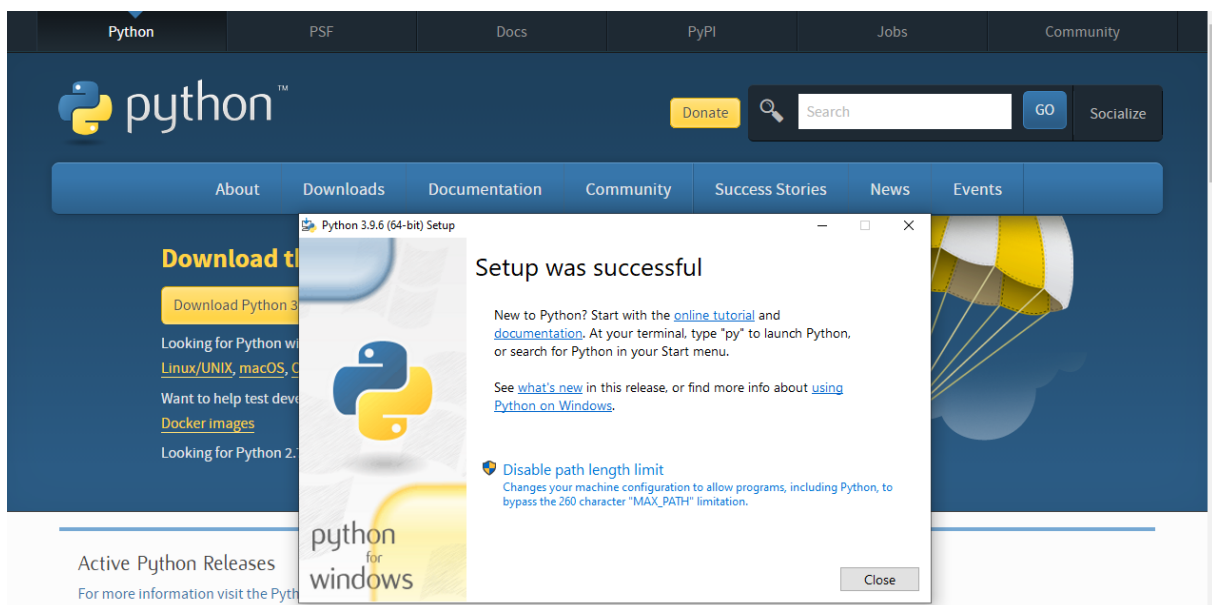 Python PSF Docs PyPI Jobs Community
python™
Donate Search GO Socialize
About Downloads Documentation Community Success Stories News Events
Python 3.9.6 (64-bit) Setup
Download
Download Python 3
Looking for Python
Linux/UNIX, macOS,
Want to help test
Docker images
Looking for Python 2.
Setup was successful
New to Python? Start with the online tutorial and
documentation. At your terminal, type "py" to launch Python,
or search for Python in your Start menu.
See what's new in this release, or find more info about using
Python on Windows.
Disable path length limit
Changes your machine configuration to allow programs, including Python, to
bypass the 260 character "MAX_PATH" limitation.
python
for
windows
Close
Active Python Releases
For more information visit the